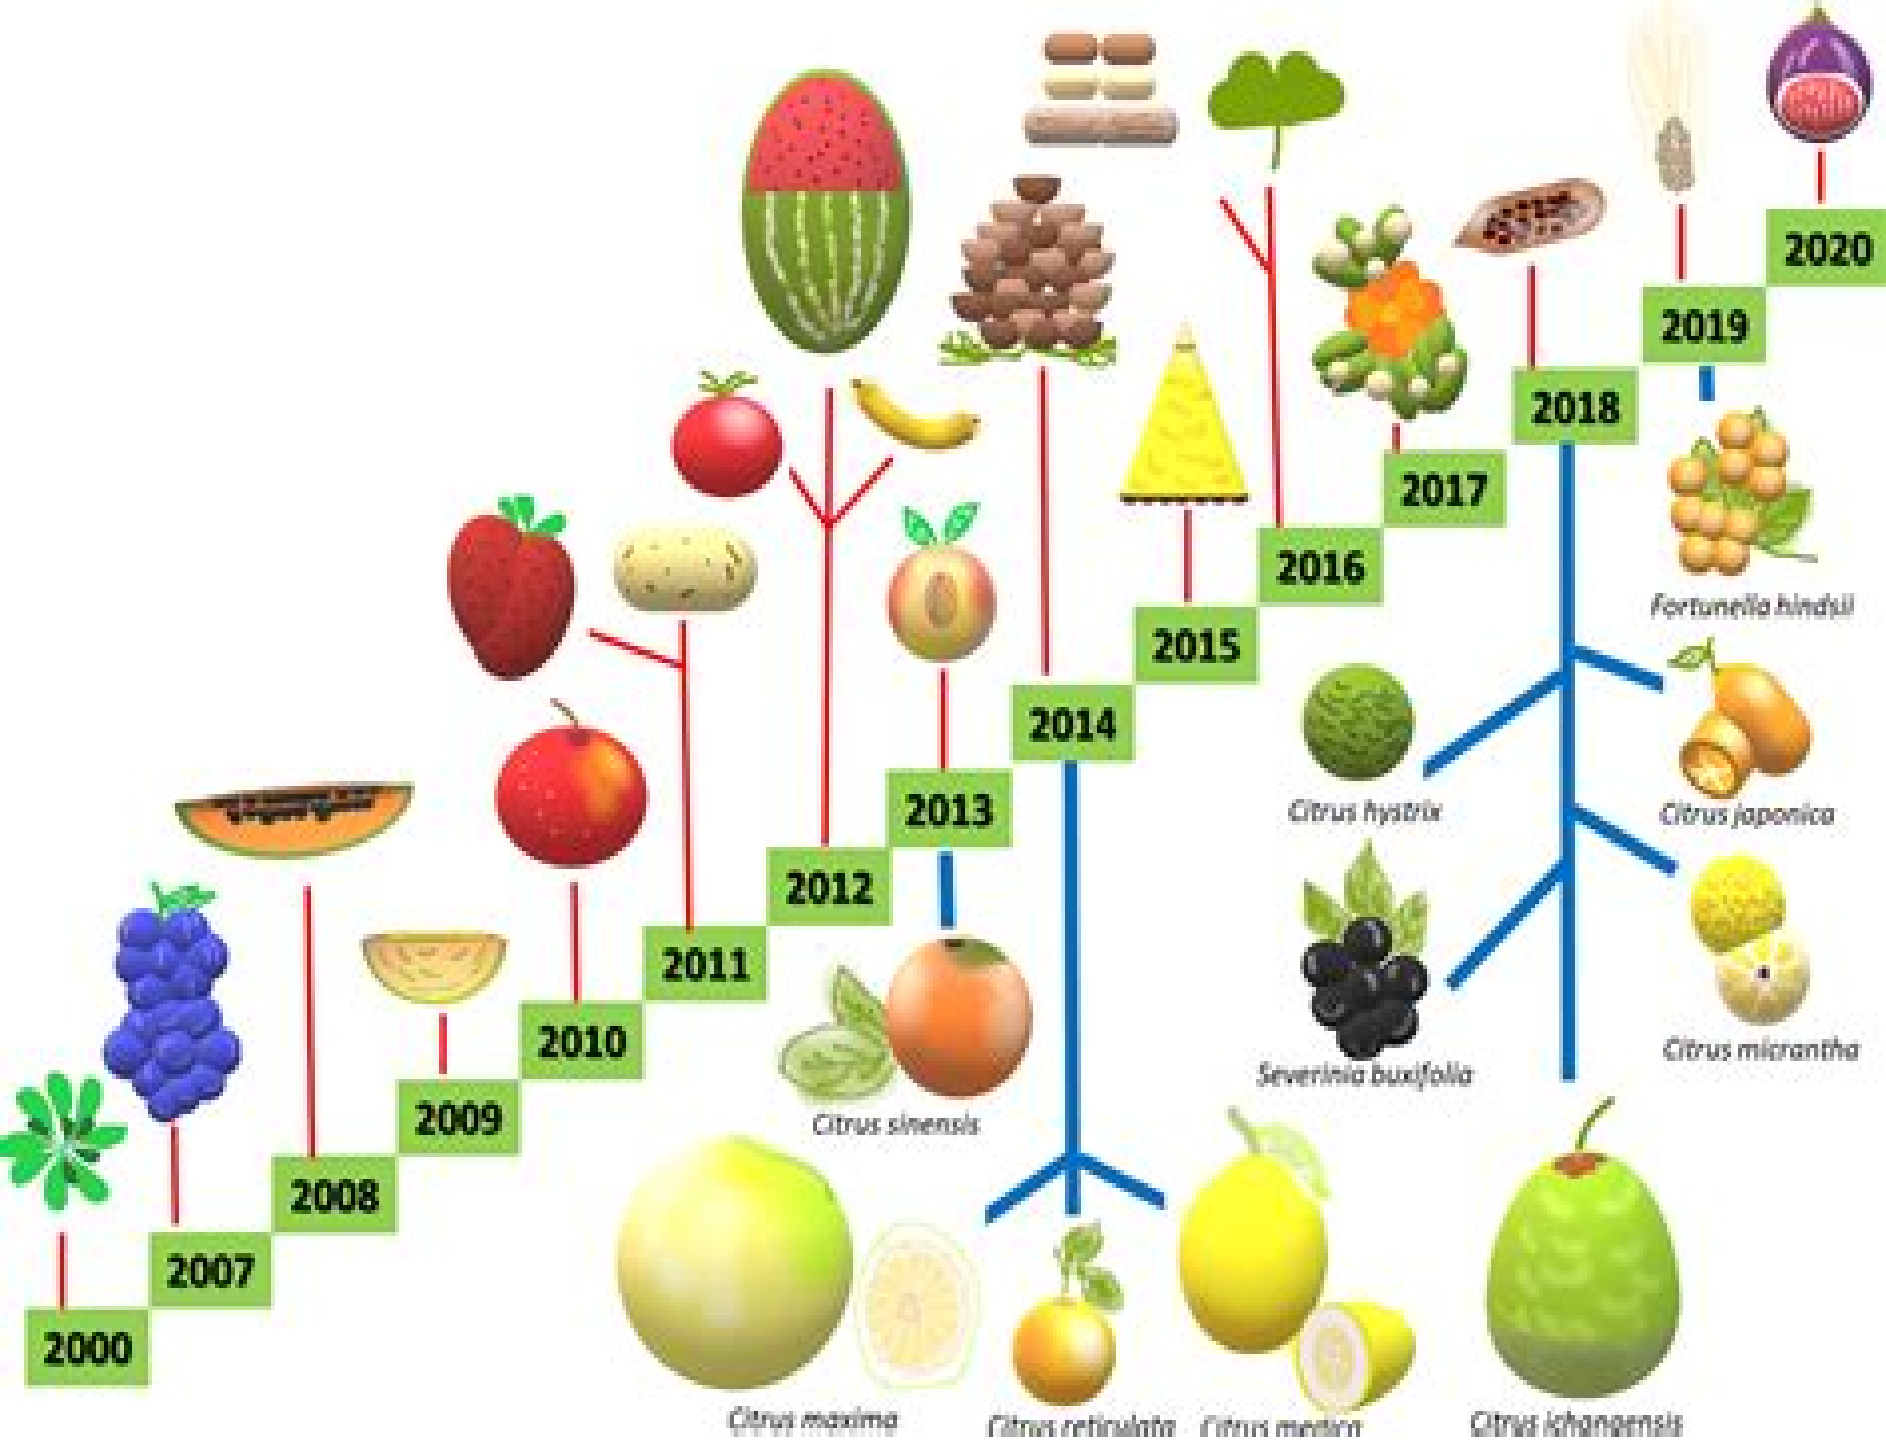 2020
2019
2018
2017
Fortunella hindsii
2016
2015
2014
Citrus hystrix
Citrus japonica
2013
2012
2011
Citrus micrantha
Severinia buxifolia
2010
Citrus sinensis
2009
2008
2007
2000
Citrus maxima
Citrus reticulata
Citrus medica
Citrus ichangensis